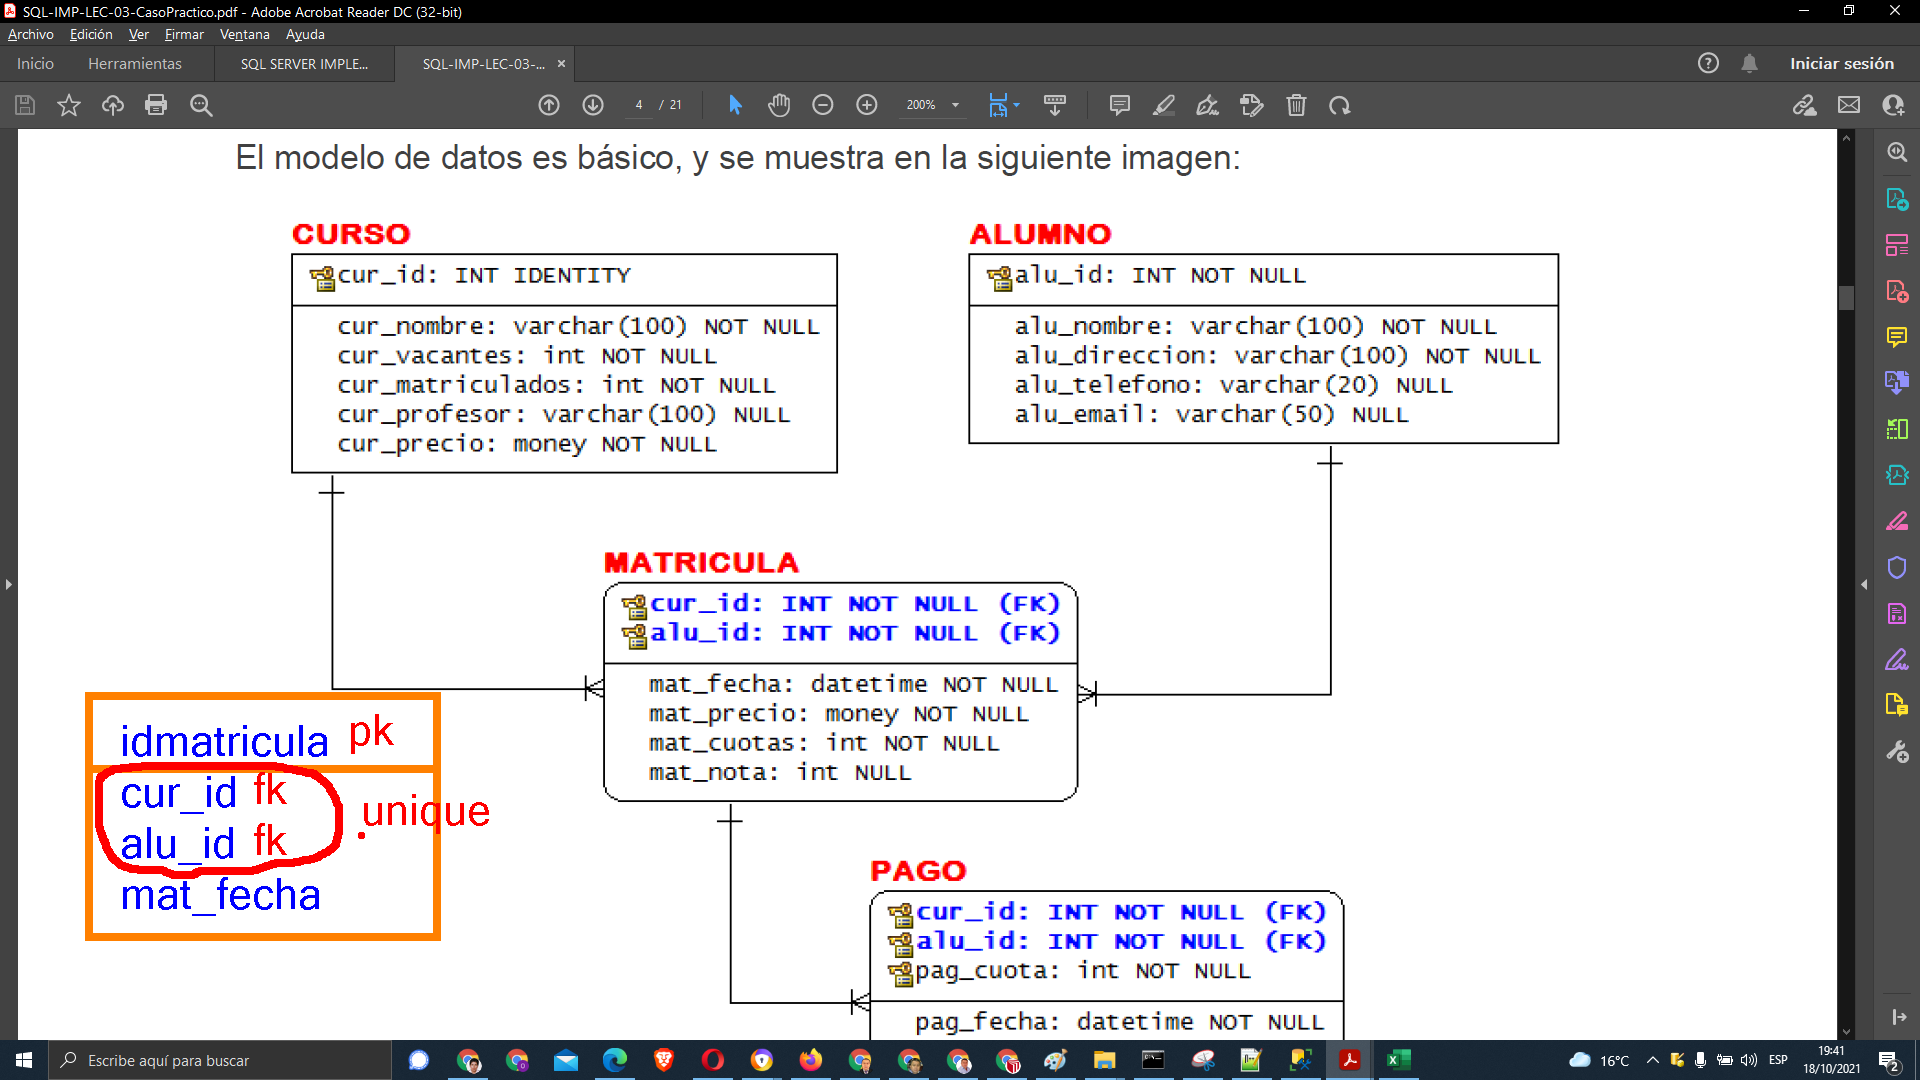 SQL-IMP-LEC-03-CasoPractico.pdf - Adobe Acrobat Reader DC (32-bit)
Archivo Edición Ver Firmar Ventana Ayuda
Inicio Herramientas SQL SERVER IMPLE... SQL-IMP-LEC-03-... × Iniciar sesión
4 / 21 200%
El modelo de datos es básico, y se muestra en la siguiente imagen:
CURSO
cur_id: INT IDENTITY
cur_nombre: varchar(100) NOT NULL
cur_vacantes: int NOT NULL
cur_matriculados: int NOT NULL
cur_profesor: varchar(100) NULL
cur_precio: money NOT NULL
ALUMNO
alu_id: INT NOT NULL
alu_nombre: varchar(100) NOT NULL
alu_direccion: varchar(100) NOT NULL
alu_telefono: varchar(20) NULL
alu_email: varchar(50) NULL
MATRICULA
cur_id: INT NOT NULL (FK)
alu_id: INT NOT NULL (FK)
mat_fecha: datetime NOT NULL
mat_precio: money NOT NULL
mat_cuotas: int NOT NULL
mat_nota: int NULL
idmatricula pk
cur_id fk
alu_id fk
unique
mat_fecha
PAGO
cur_id: INT NOT NULL (FK)
alu_id: INT NOT NULL (FK)
pag_cuota: int NOT NULL
pag_fecha: datetime NOT NULL
Escribe aquí para buscar
16°C
ESP
19:41
18/10/2021
2